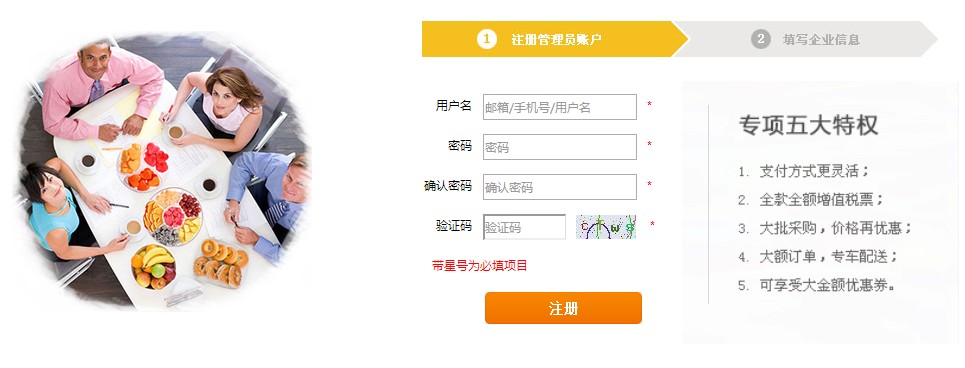 1 注册管理员账户
2 填写企业信息
用户名 邮箱/手机号/用户名 *
密码 密码 *
确认密码 确认密码 *
验证码 验证码 *
带星号为必填项目
注册
专项五大特权
1. 支付方式更灵活；
2. 全款全额增值税票；
3. 大批采购，价格再优惠；
4. 大额订单，专车配送；
5. 可享受大金额优惠券。